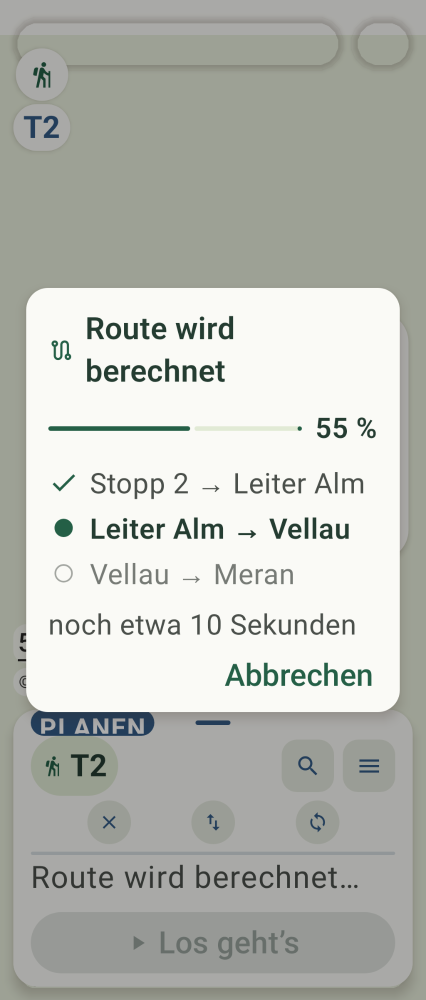 T2
Route wird
berechnet
55 %
Stopp 2 → Leiter Alm
Leiter Alm → Vellau
Vellau → Meran
noch etwa 10 Sekunden
Abbrechen
PLANEN
T2
Route wird berechnet…
Los geht’s